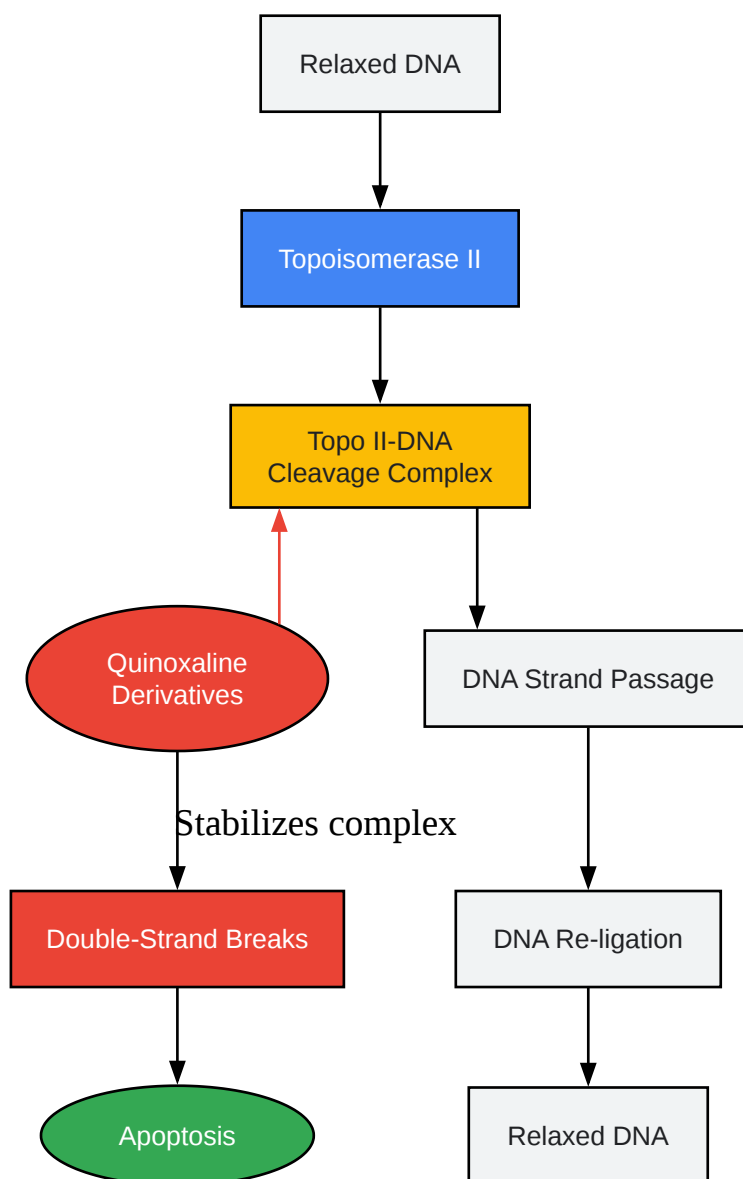 Relaxed DNA
Topoisomerase II
Topo II-DNA
Cleavage Complex
Quinoxaline
Derivatives
DNA Strand Passage
Stabilizes complex
Double-Strand Breaks
DNA Re-ligation
Apoptosis
Relaxed DNA